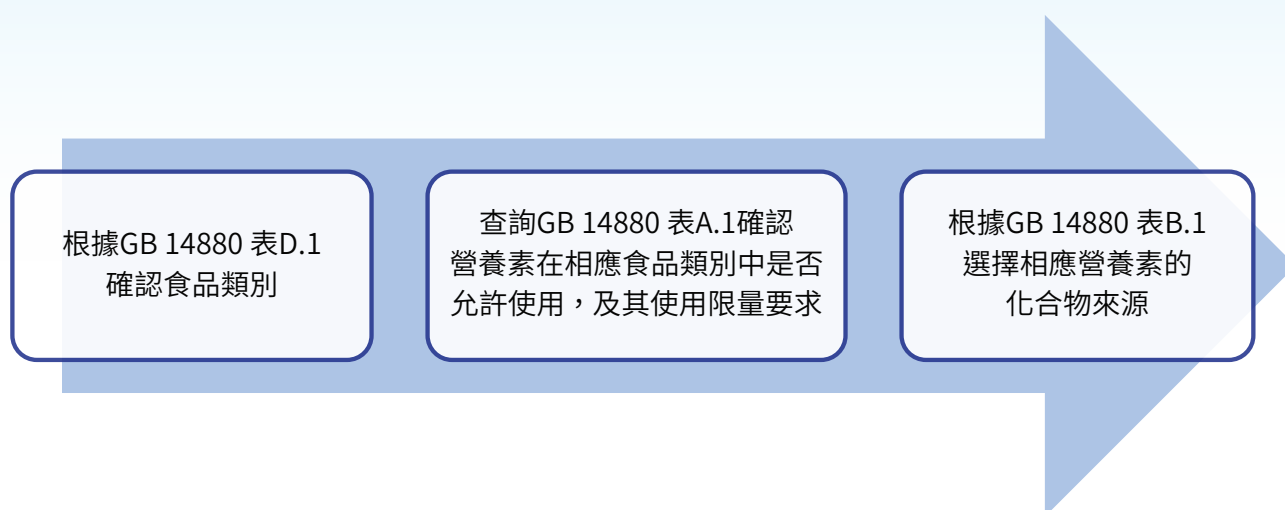 根據GB 14880 表D.1
確認食品類別
查詢GB 14880 表A.1確認
營養素在相應食品類別中是否
允許使用，及其使用限量要求
根據GB 14880 表B.1
選擇相應營養素的
化合物來源